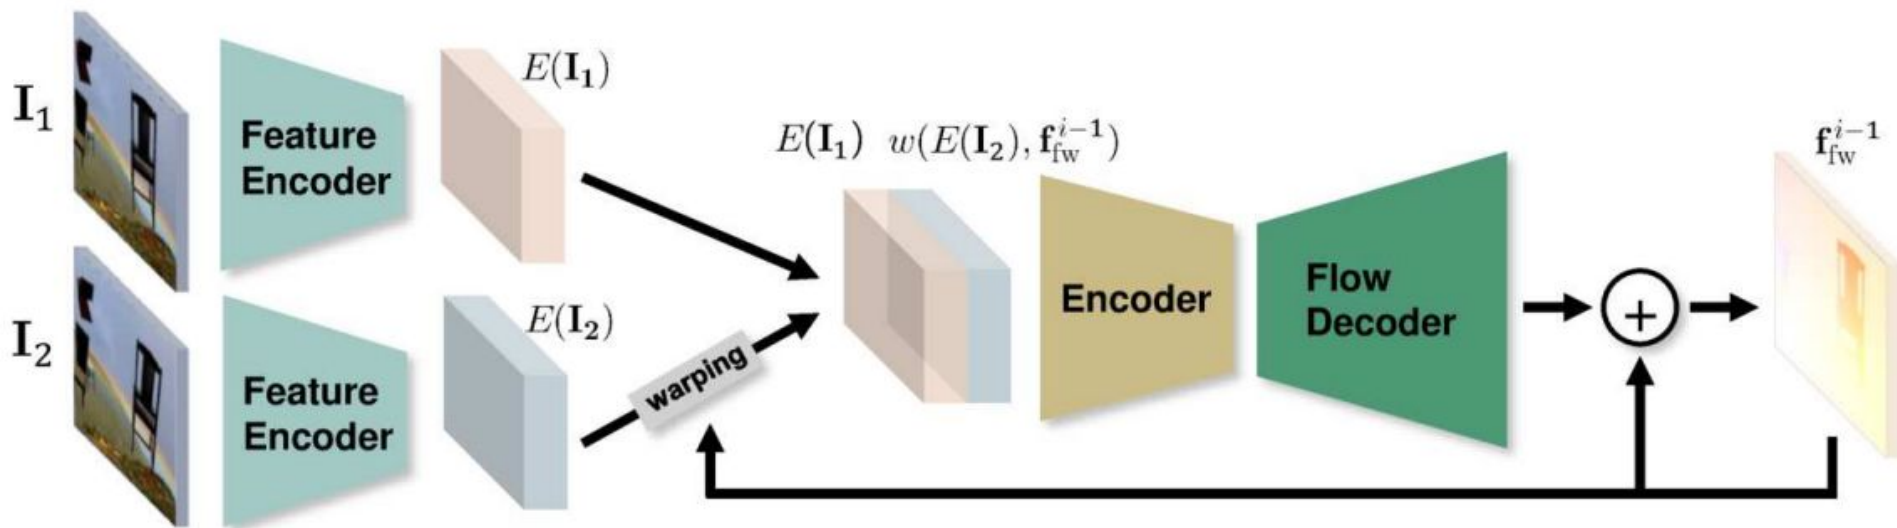 I₁
Feature
Encoder
E(I₁)
I₂
Feature
Encoder
E(I₂)
warping
E(I₁) w(E(I₂), f_fw^{i−1})
Encoder
Flow
Decoder
+
f_fw^{i−1}